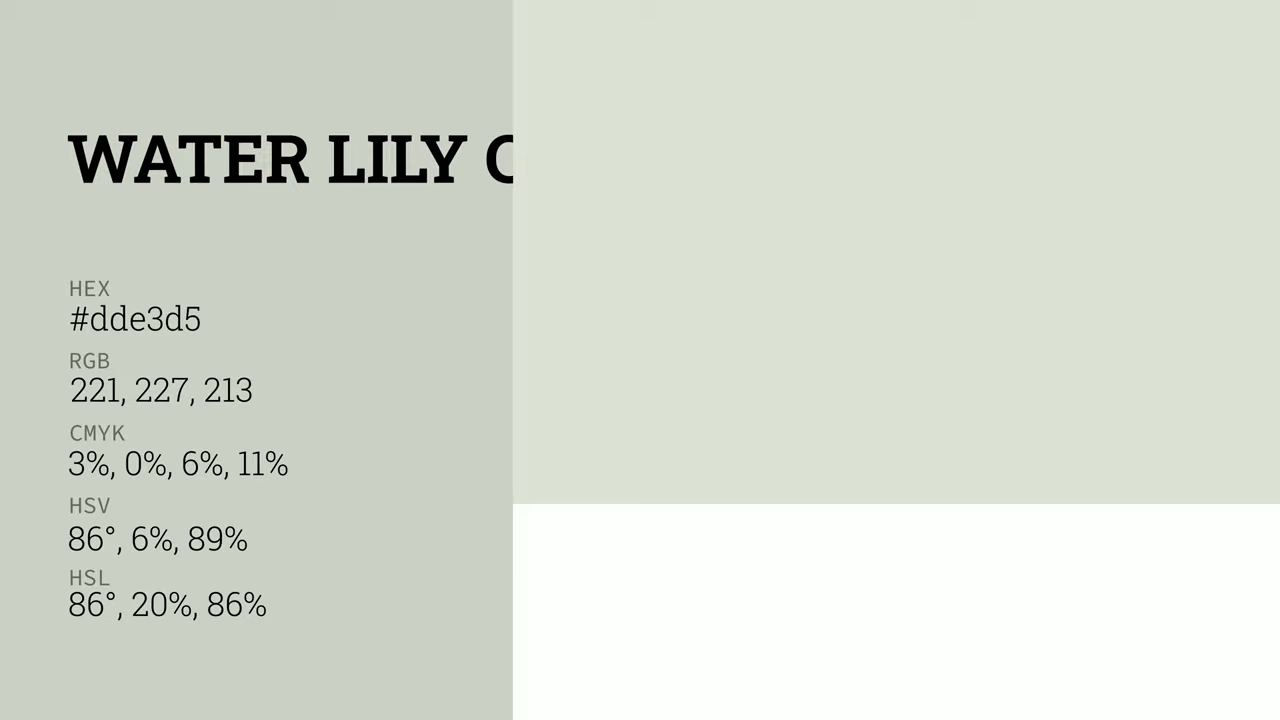 WATER LILY
HEX
#dde3d5
RGB
221, 227, 213
CMYK
3%, 0%, 6%, 11%
HSV
86°, 6%, 89%
HSL
86°, 20%, 86%